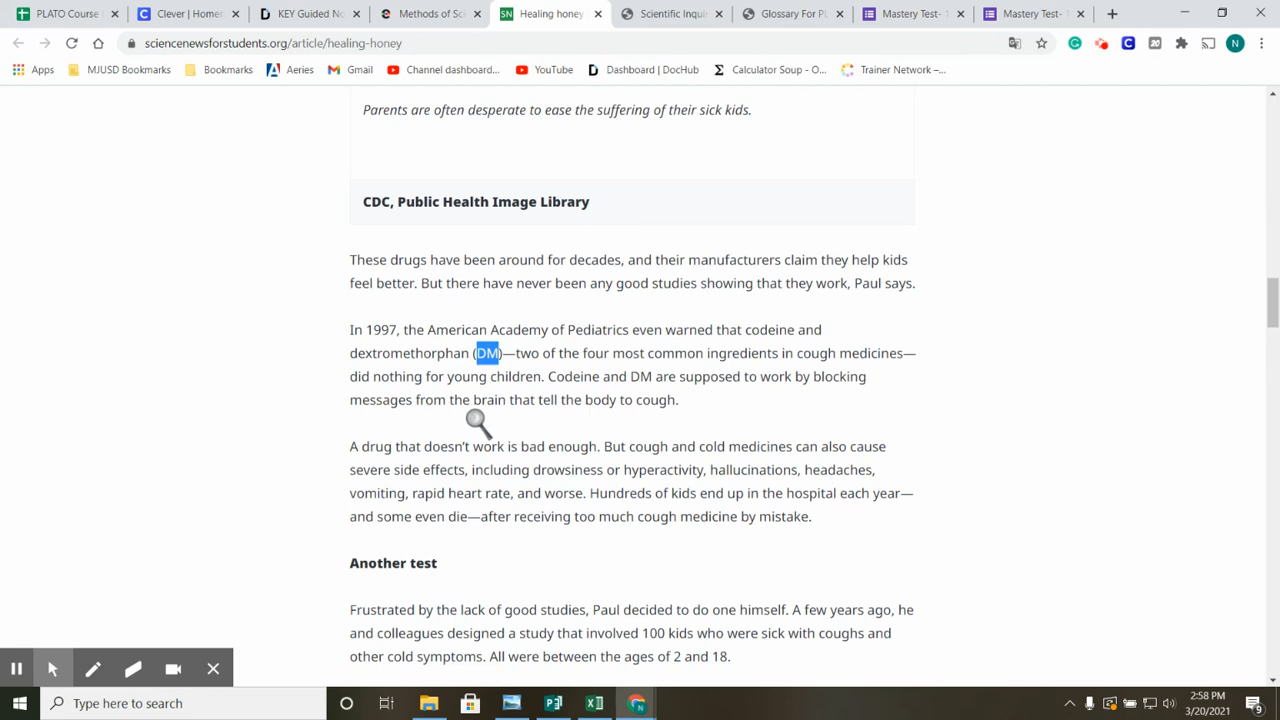 PLATO Course
Clever | Home
KEY Guided No
Methods of Sci
Healing honey
Scientific Inqui
Glossary For PL
Mastery Test- 1
Mastery Test- 1
sciencenewsforstudents.org/article/healing-honey
Apps
MJUSD Bookmarks
Bookmarks
Aeries
Gmail
Channel dashboard...
YouTube
Dashboard | DocHub
Calculator Soup - O...
Trainer Network –...
Parents are often desperate to ease the suffering of their sick kids.
CDC, Public Health Image Library
These drugs have been around for decades, and their manufacturers claim they help kids
feel better. But there have never been any good studies showing that they work, Paul says.
In 1997, the American Academy of Pediatrics even warned that codeine and
dextromethorphan (DM)—two of the four most common ingredients in cough medicines—
did nothing for young children. Codeine and DM are supposed to work by blocking
messages from the brain that tell the body to cough.
A drug that doesn't work is bad enough. But cough and cold medicines can also cause
severe side effects, including drowsiness or hyperactivity, hallucinations, headaches,
vomiting, rapid heart rate, and worse. Hundreds of kids end up in the hospital each year—
and some even die—after receiving too much cough medicine by mistake.
Another test
Frustrated by the lack of good studies, Paul decided to do one himself. A few years ago, he
and colleagues designed a study that involved 100 kids who were sick with coughs and
other cold symptoms. All were between the ages of 2 and 18.
Type here to search
2:58 PM
3/20/2021